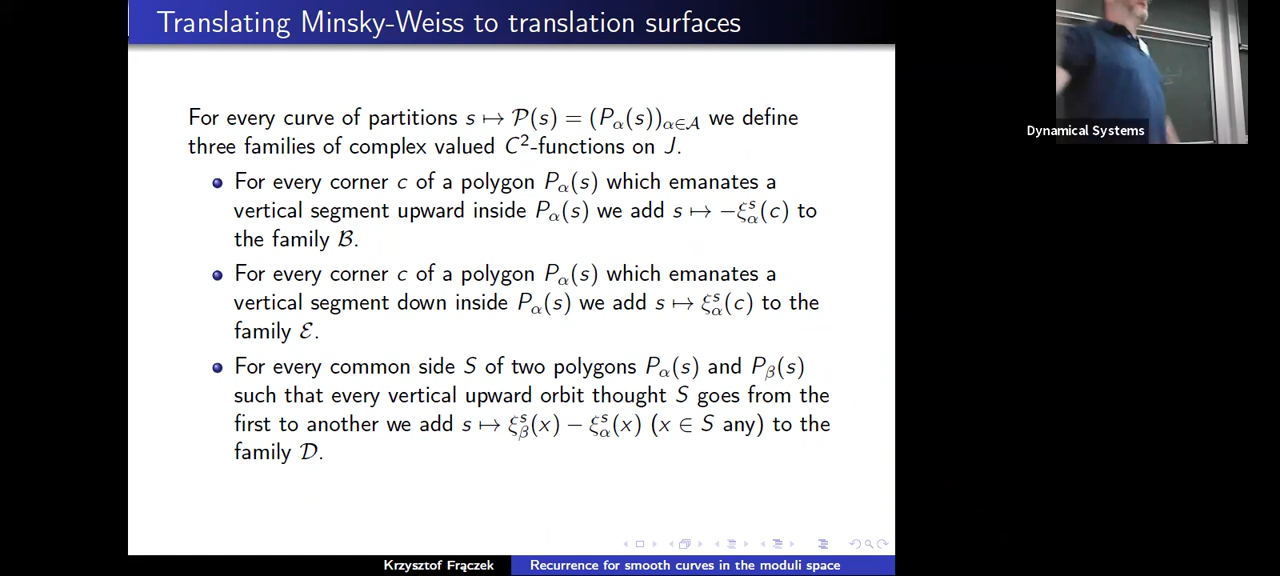 Translating Minsky-Weiss to translation surfaces
For every curve of partitions s ↦ 𝒫(s) = (P_α(s))_{α∈𝒜} we define
three families of complex valued C²-functions on J.
For every corner c of a polygon P_α(s) which emanates a
vertical segment upward inside P_α(s) we add s ↦ −ξ^s_α(c) to
the family ℬ.
For every corner c of a polygon P_α(s) which emanates a
vertical segment down inside P_α(s) we add s ↦ ξ^s_α(c) to the
family ℰ.
For every common side S of two polygons P_α(s) and P_β(s)
such that every vertical upward orbit thought S goes from the
first to another we add s ↦ ξ^s_β(x) − ξ^s_α(x) (x ∈ S any) to the
family 𝒟.
Krzysztof Frączek
Recurrence for smooth curves in the moduli space
Dynamical Systems